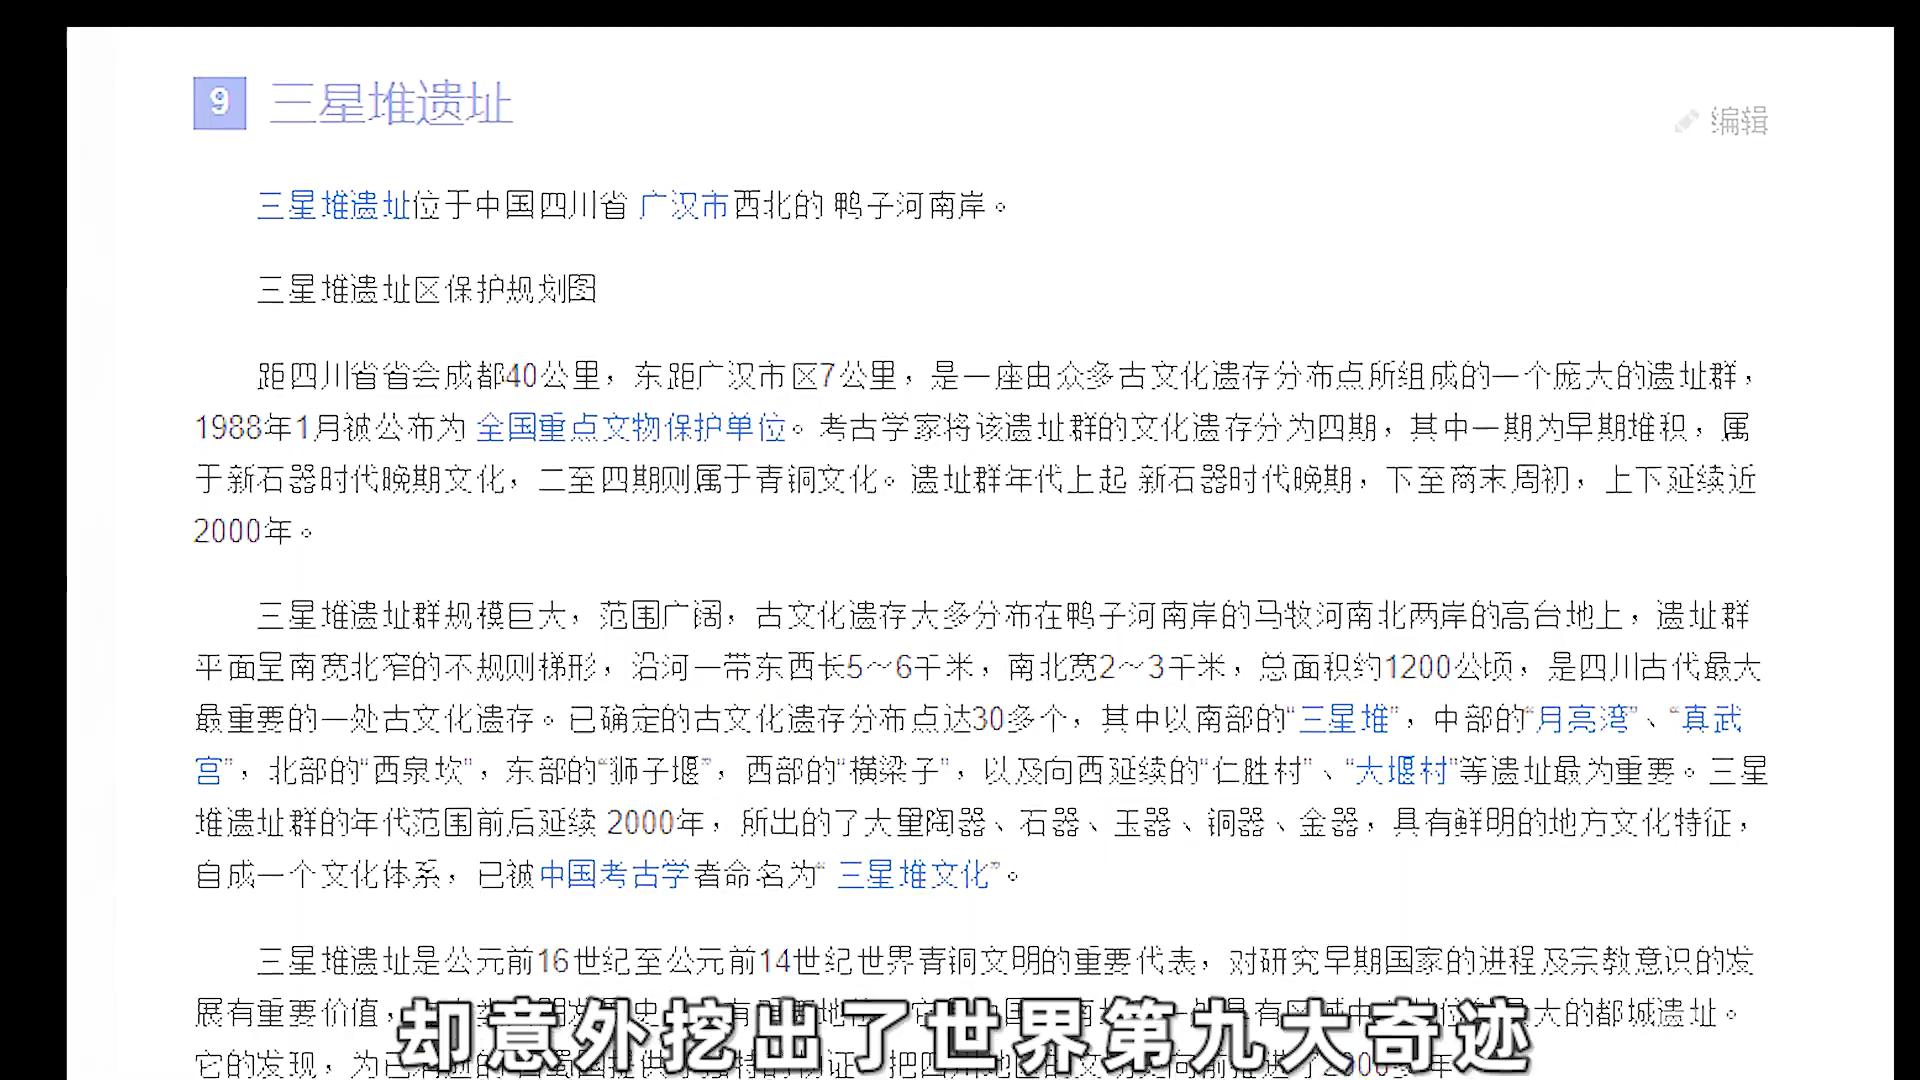 9 三星堆遗址
编辑
三星堆遗址位于中国四川省 广汉市西北的 鸭子河南岸。
三星堆遗址区保护规划图
距四川省省会成都40公里，东距广汉市区7公里，是一座由众多古文化遗存分布点所组成的一个庞大的遗址群，
1988年1月被公布为 全国重点文物保护单位。考古学家将该遗址群的文化遗存分为四期，其中一期为早期堆积，属
于新石器时代晚期文化，二至四期则属于青铜文化。遗址群年代上起 新石器时代晚期，下至商末周初，上下延续近
2000年。
三星堆遗址群规模巨大，范围广阔，古文化遗存大多分布在鸭子河南岸的马牧河南北两岸的高台地上，遗址群
平面呈南宽北窄的不规则梯形，沿河一带东西长5～6千米，南北宽2～3千米，总面积约1200公顷，是四川古代最大
最重要的一处古文化遗存。已确定的古文化遗存分布点达30多个，其中以南部的“三星堆”，中部的“月亮湾”、“真武
宫”，北部的“西泉坎”，东部的“狮子堰”，西部的“横梁子”，以及向西延续的“仁胜村”、“大堰村”等遗址最为重要。三星
堆遗址群的年代范围前后延续 2000年，所出的了大量陶器、石器、玉器、铜器、金器，具有鲜明的地方文化特征，
自成一个文化体系，已被中国考古学者命名为“ 三星堆文化”。
三星堆遗址是公元前16世纪至公元前14世纪世界青铜文明的重要代表，对研究早期国家的进程及宗教意识的发
展有重要价值，大的都城遗址。
它的发现，为已
却意外挖出了世界第九大奇迹